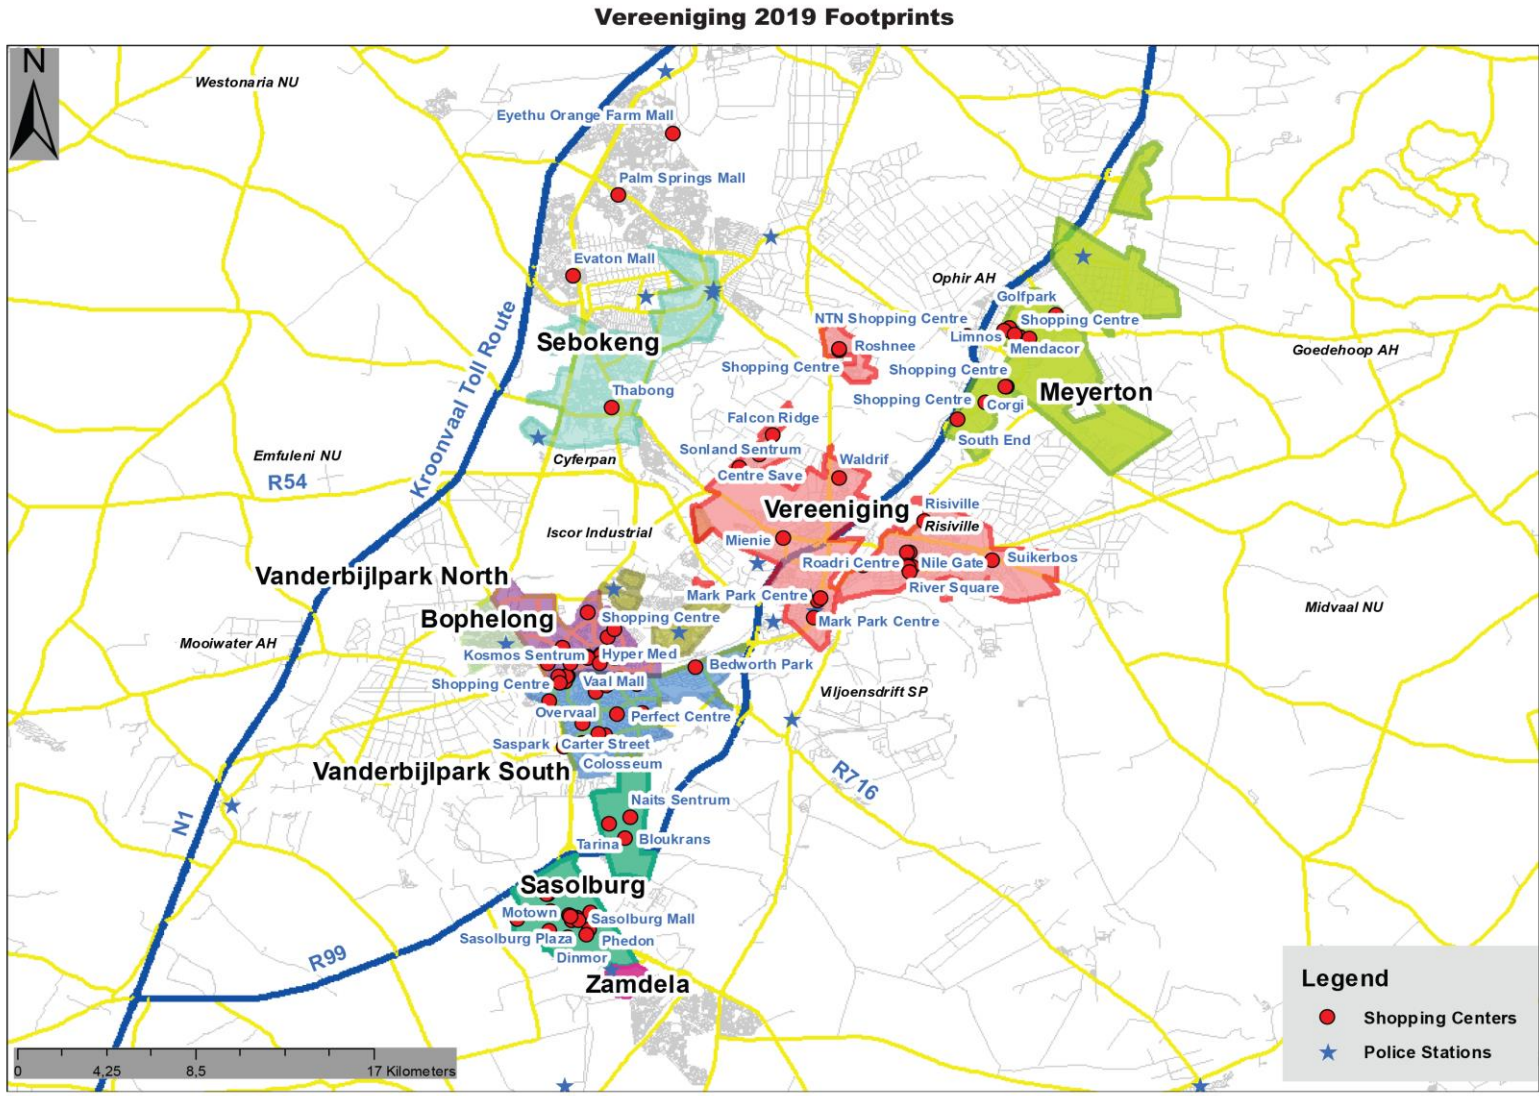 Vereeniging 2019 Footprints
N
Westonaria NU
Eyethu Orange Farm Mall
Palm Springs Mall
Evaton Mall
Ophir AH
Golfpark
NTN Shopping Centre
Shopping Centre
Limnos
Mendacor
Roshnee
Sebokeng
Goedehoop AH
Shopping Centre
Shopping Centre
Kroonvaal Toll Route
Thabong
Meyerton
Shopping Centre
Corgi
Falcon Ridge
South End
Sonland Sentrum
Emfuleni NU
Cyferpan
Waldrif
R54
Centre Save
Vereeniging
Risiville
Risiville
Iscor Industrial
Mienie
Roadri Centre
Nile Gate
Suikerbos
Vanderbijlpark North
River Square
Mark Park Centre
Midvaal NU
Bophelong
Shopping Centre
Mark Park Centre
Mooiwater AH
Kosmos Sentrum
Hyper Med
Bedworth Park
Shopping Centre
Vaal Mall
Viljoensdrift SP
Overvaal
Perfect Centre
Saspark
Carter Street
Colosseum
Vanderbijlpark South
R716
Naits Sentrum
N1
Tarina
Bloukrans
Sasolburg
Motown
Sasolburg Mall
Sasolburg Plaza
Phedon
Dinmor
R99
Zamdela
Legend
Shopping Centers
Police Stations
0 4,25 8,5 17 Kilometers